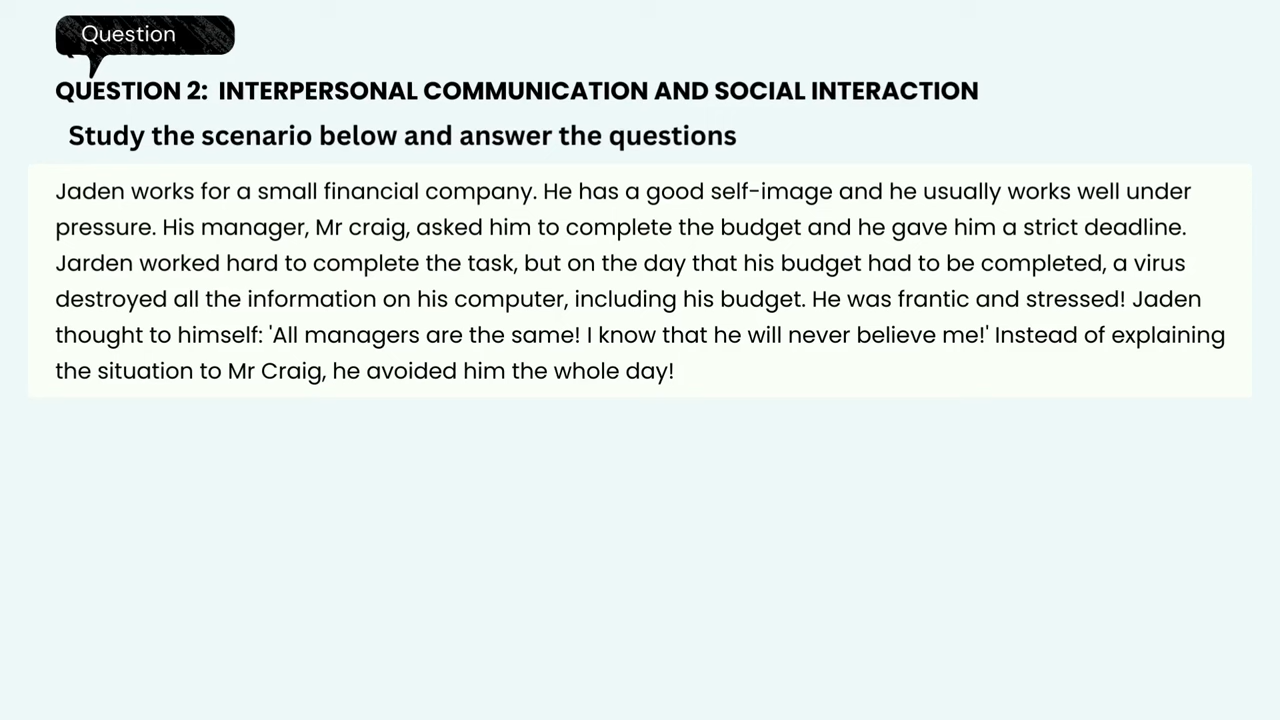 Question
QUESTION 2: INTERPERSONAL COMMUNICATION AND SOCIAL INTERACTION
Study the scenario below and answer the questions
Jaden works for a small financial company. He has a good self-image and he usually works well under
pressure. His manager, Mr craig, asked him to complete the budget and he gave him a strict deadline.
Jarden worked hard to complete the task, but on the day that his budget had to be completed, a virus
destroyed all the information on his computer, including his budget. He was frantic and stressed! Jaden
thought to himself: 'All managers are the same! I know that he will never believe me!' Instead of explaining
the situation to Mr Craig, he avoided him the whole day!